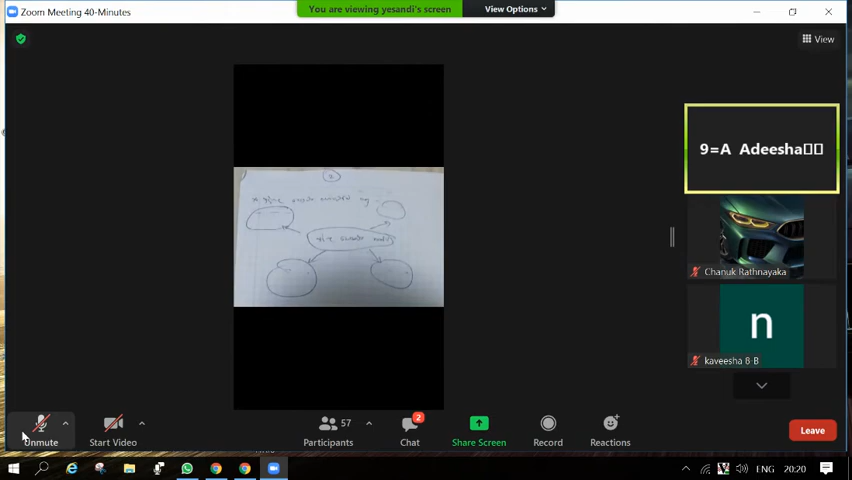 Zoom Meeting 40-Minutes
You are viewing yesandi's screen
View Options
View
9=A Adeesha
Chanuk Rathnayaka
n
kaveesha 8-B
Unmute
Start Video
57
Participants
2
Chat
Share Screen
Record
Reactions
Leave
ENG
20:20